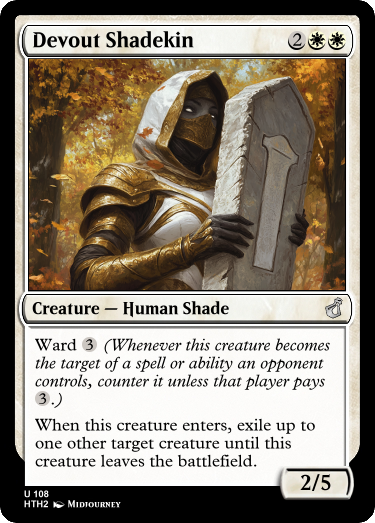 Devout Shadekin 2
Creature — Human Shade
Ward 3 (Whenever this creature becomes
the target of a spell or ability an opponent
controls, counter it unless that player pays
3.)
When this creature enters, exile up to
one other target creature until this
creature leaves the battlefield.
2/5
U 108
HTH2 Midjourney